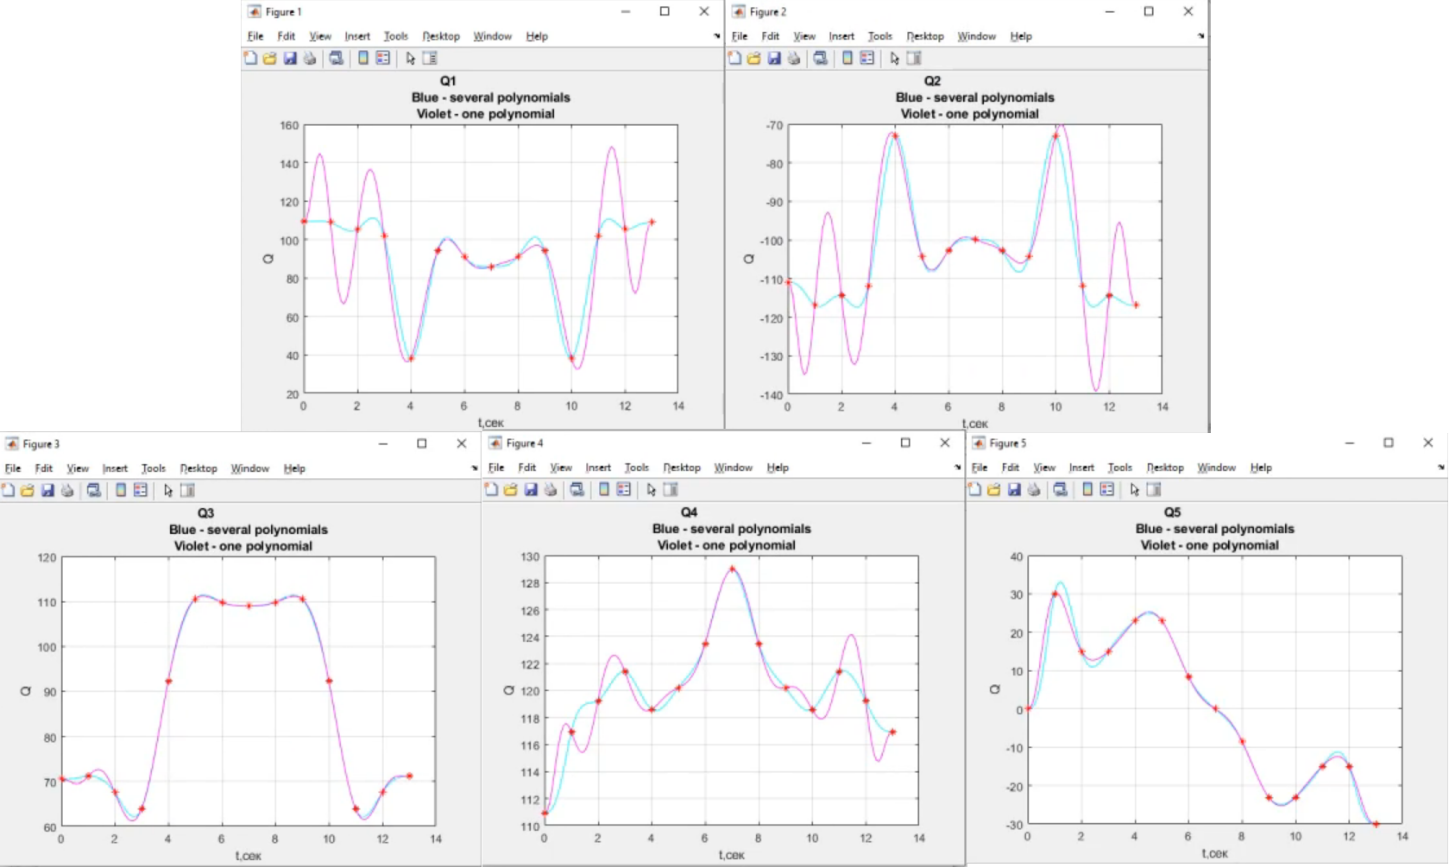 Figure 1
File Edit View Insert Tools Desktop Window Help
Q1
Blue - several polynomials
Violet - one polynomial
160
140
120
100
80
60
40
20
Q
0 2 4 6 8 10 12 14
t,сек
Figure 2
File Edit View Insert Tools Desktop Window Help
Q2
Blue - several polynomials
Violet - one polynomial
-70
-80
-90
-100
-110
-120
-130
-140
Q
0 2 4 6 8 10 12 14
t,сек
Figure 3
File Edit View Insert Tools Desktop Window Help
Q3
Blue - several polynomials
Violet - one polynomial
120
110
100
90
80
70
60
Q
0 2 4 6 8 10 12 14
t,сек
Figure 4
File Edit View Insert Tools Desktop Window Help
Q4
Blue - several polynomials
Violet - one polynomial
130
128
126
124
122
120
118
116
114
112
110
Q
0 2 4 6 8 10 12 14
t,сек
Figure 5
File Edit View Insert Tools Desktop Window Help
Q5
Blue - several polynomials
Violet - one polynomial
40
30
20
10
0
-10
-20
-30
Q
0 2 4 6 8 10 12 14
t,сек